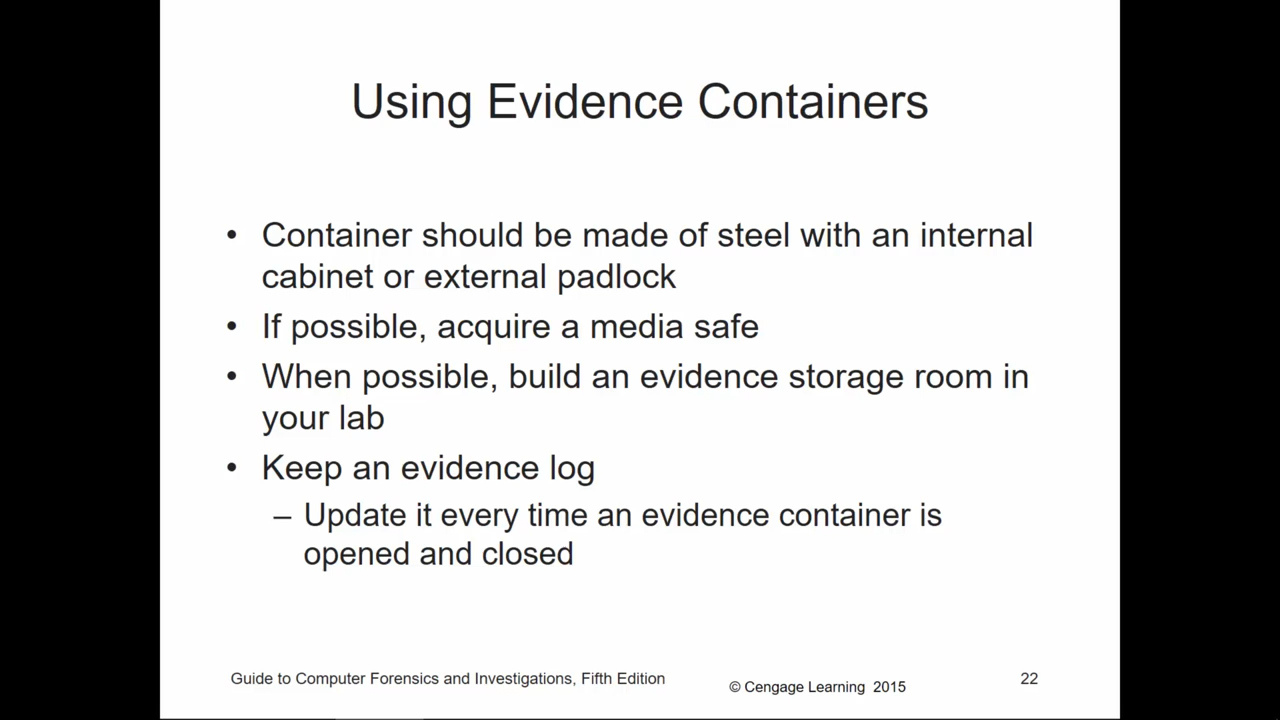 Using Evidence Containers
• Container should be made of steel with an internal
cabinet or external padlock
• If possible, acquire a media safe
• When possible, build an evidence storage room in
your lab
• Keep an evidence log
– Update it every time an evidence container is
opened and closed
Guide to Computer Forensics and Investigations, Fifth Edition
© Cengage Learning 2015
22